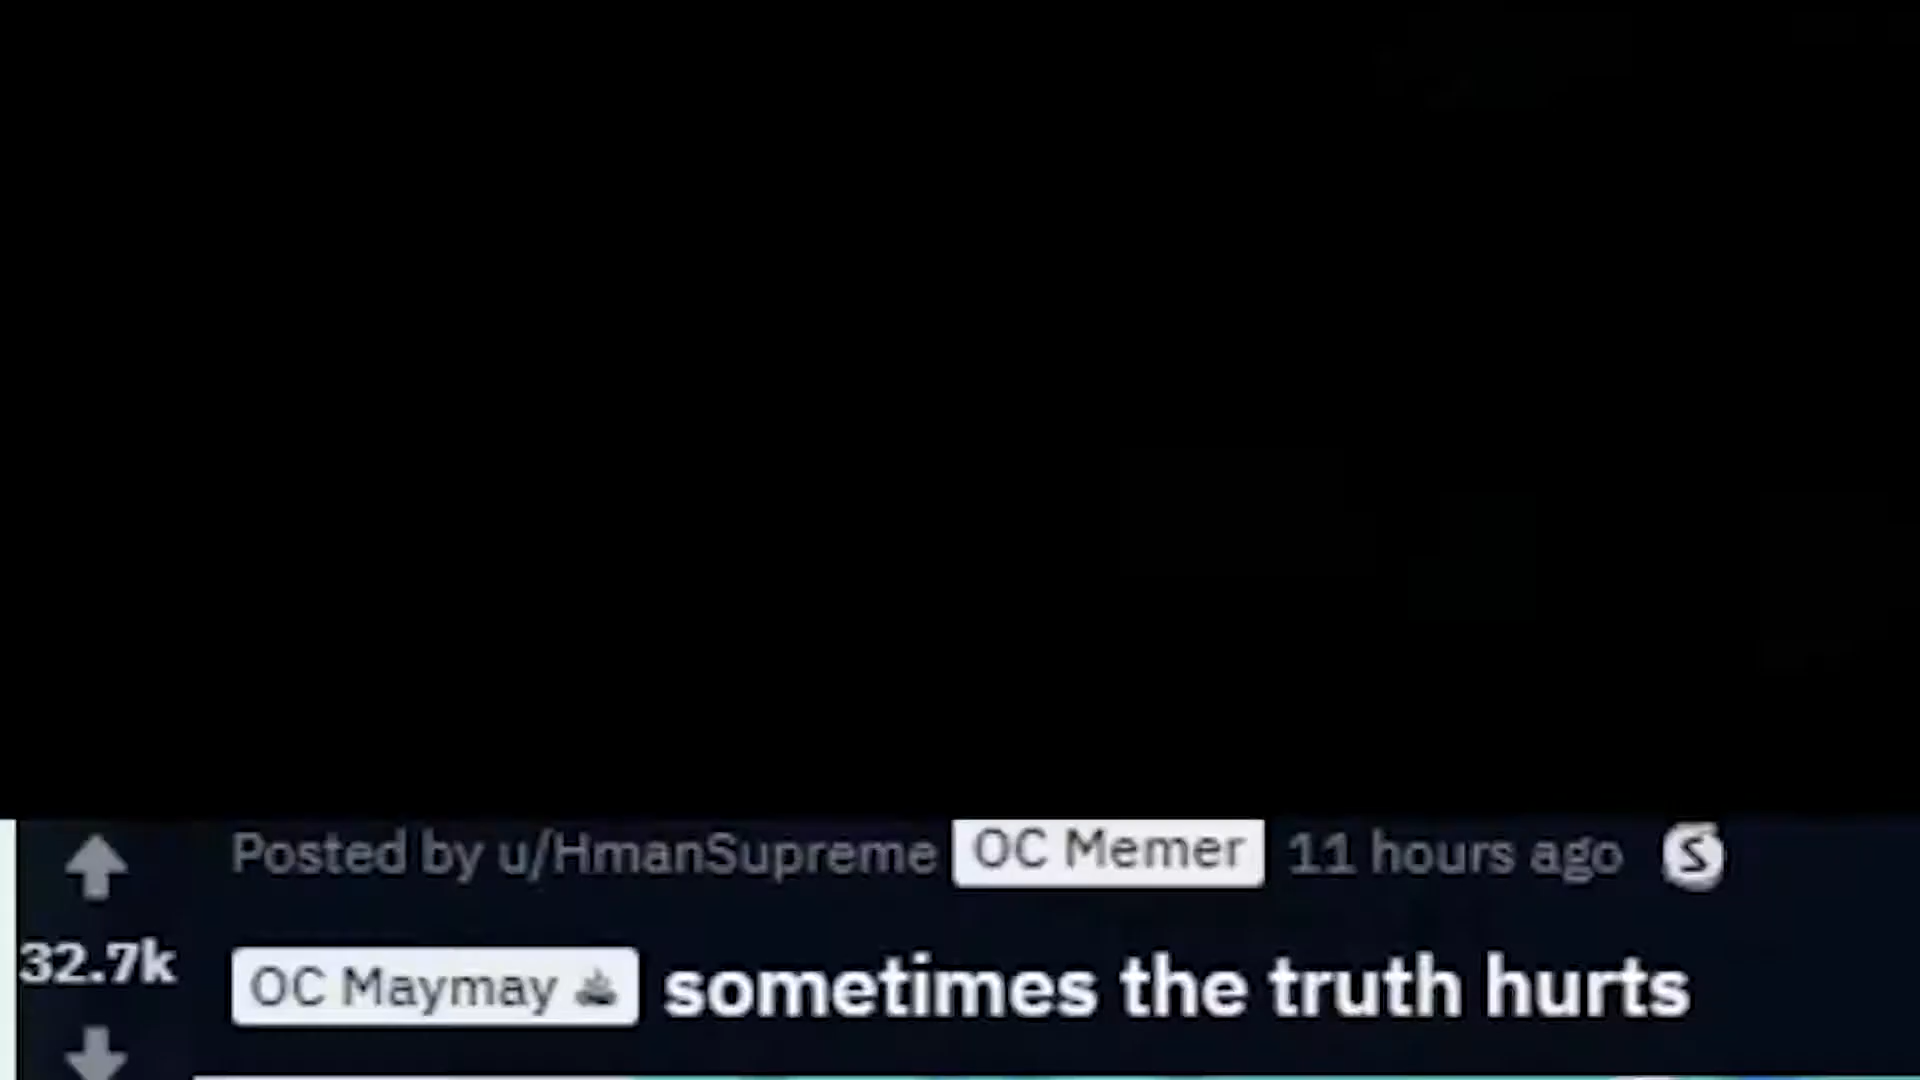 Posted by u/HmanSupreme OC Memer 11 hours ago
32.7k
OC Maymay sometimes the truth hurts